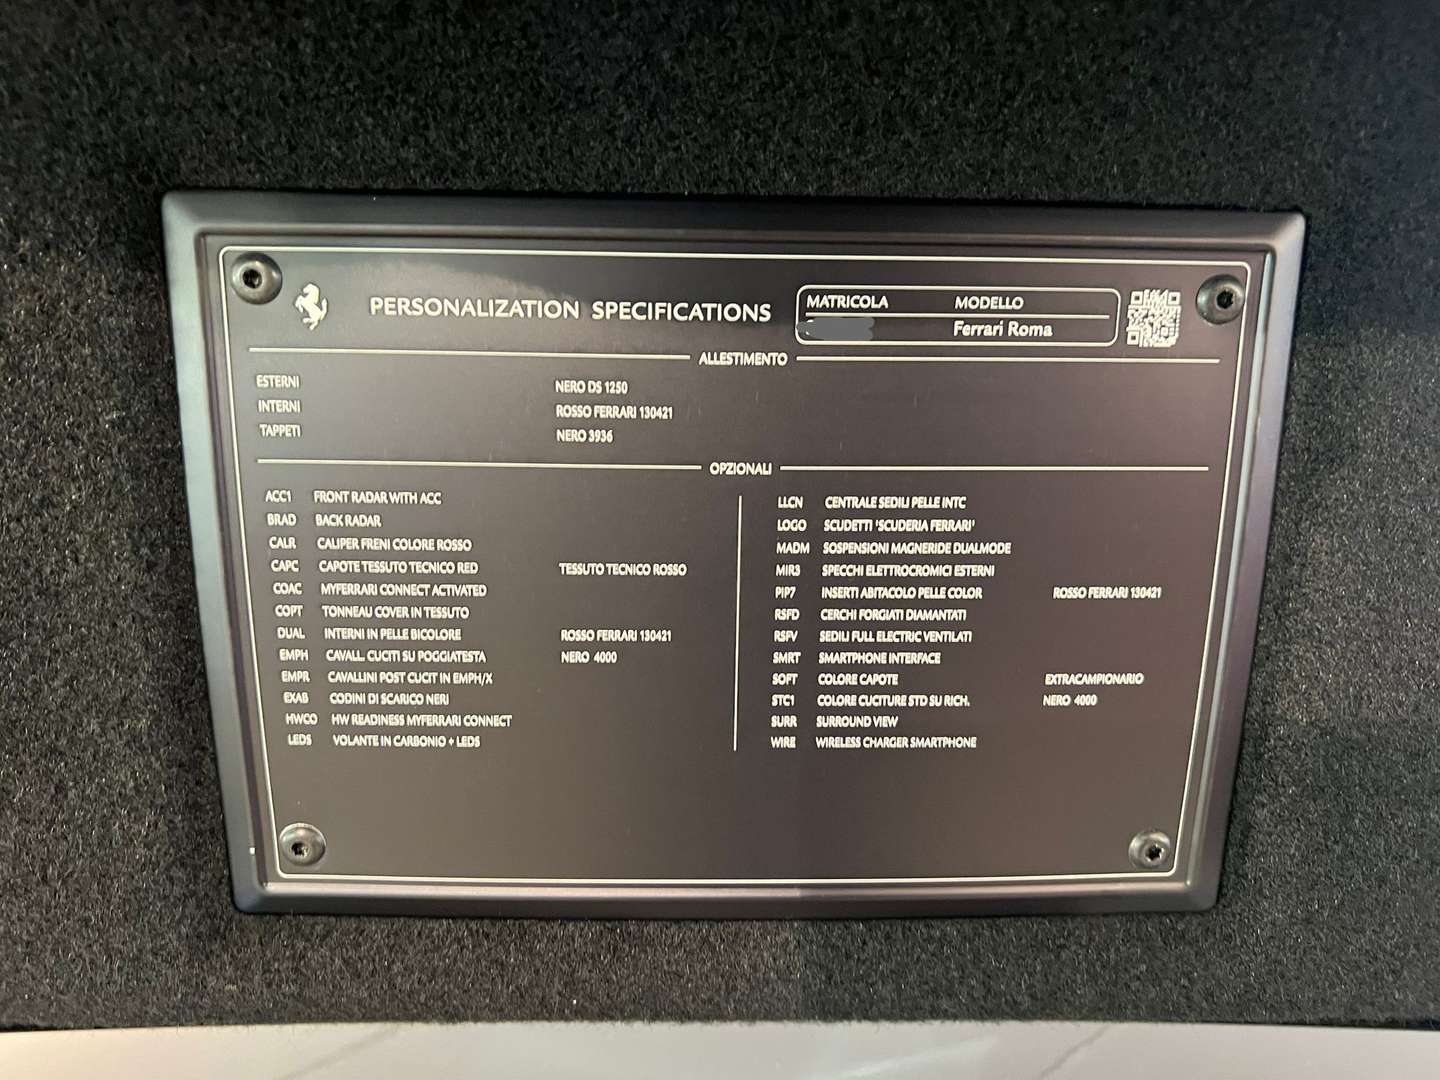 PERSONALIZATION SPECIFICATIONS
MATRICOLA MODELLO
Ferrari Roma
ALLESTIMENTO
ESTERNI NERO DS 1250
INTERNI ROSSO FERRARI 130421
TAPPETI NERO 3936
OPZIONALI
ACC1 FRONT RADAR WITH ACC
BRAD BACK RADAR
CALR CALIPER FRENI COLORE ROSSO
CAPC CAPOTE TESSUTO TECNICO RED TESSUTO TECNICO ROSSO
COAC MYFERRARI CONNECT ACTIVATED
COPT TONNEAU COVER IN TESSUTO
DUAL INTERNI IN PELLE BICOLORE ROSSO FERRARI 130421
EMPH CAVALL. CUCITI SU POGGIATESTA NERO 4000
EMPR CAVALLINI POST CUCIT IN EMPH/X
EXAB CODINI DI SCARICO NERI
HWCO HW READINESS MYFERRARI CONNECT
LEDS VOLANTE IN CARBONIO + LEDS
LLCN CENTRALE SEDILI PELLE INTC
LOGO SCUDETTI 'SCUDERIA FERRARI'
MADM SOSPENSIONI MAGNERIDE DUALMODE
MIR3 SPECCHI ELETTROCROMICI ESTERNI
PIP7 INSERTI ABITACOLO PELLE COLOR ROSSO FERRARI 130421
RSFD CERCHI FORGIATI DIAMANTATI
RSFV SEDILI FULL ELECTRIC VENTILATI
SMRT SMARTPHONE INTERFACE
SOFT COLORE CAPOTE EXTRACAMPIONARIO
STC1 COLORE CUCITURE STD SU RICH. NERO 4000
SURR SURROUND VIEW
WIRE WIRELESS CHARGER SMARTPHONE